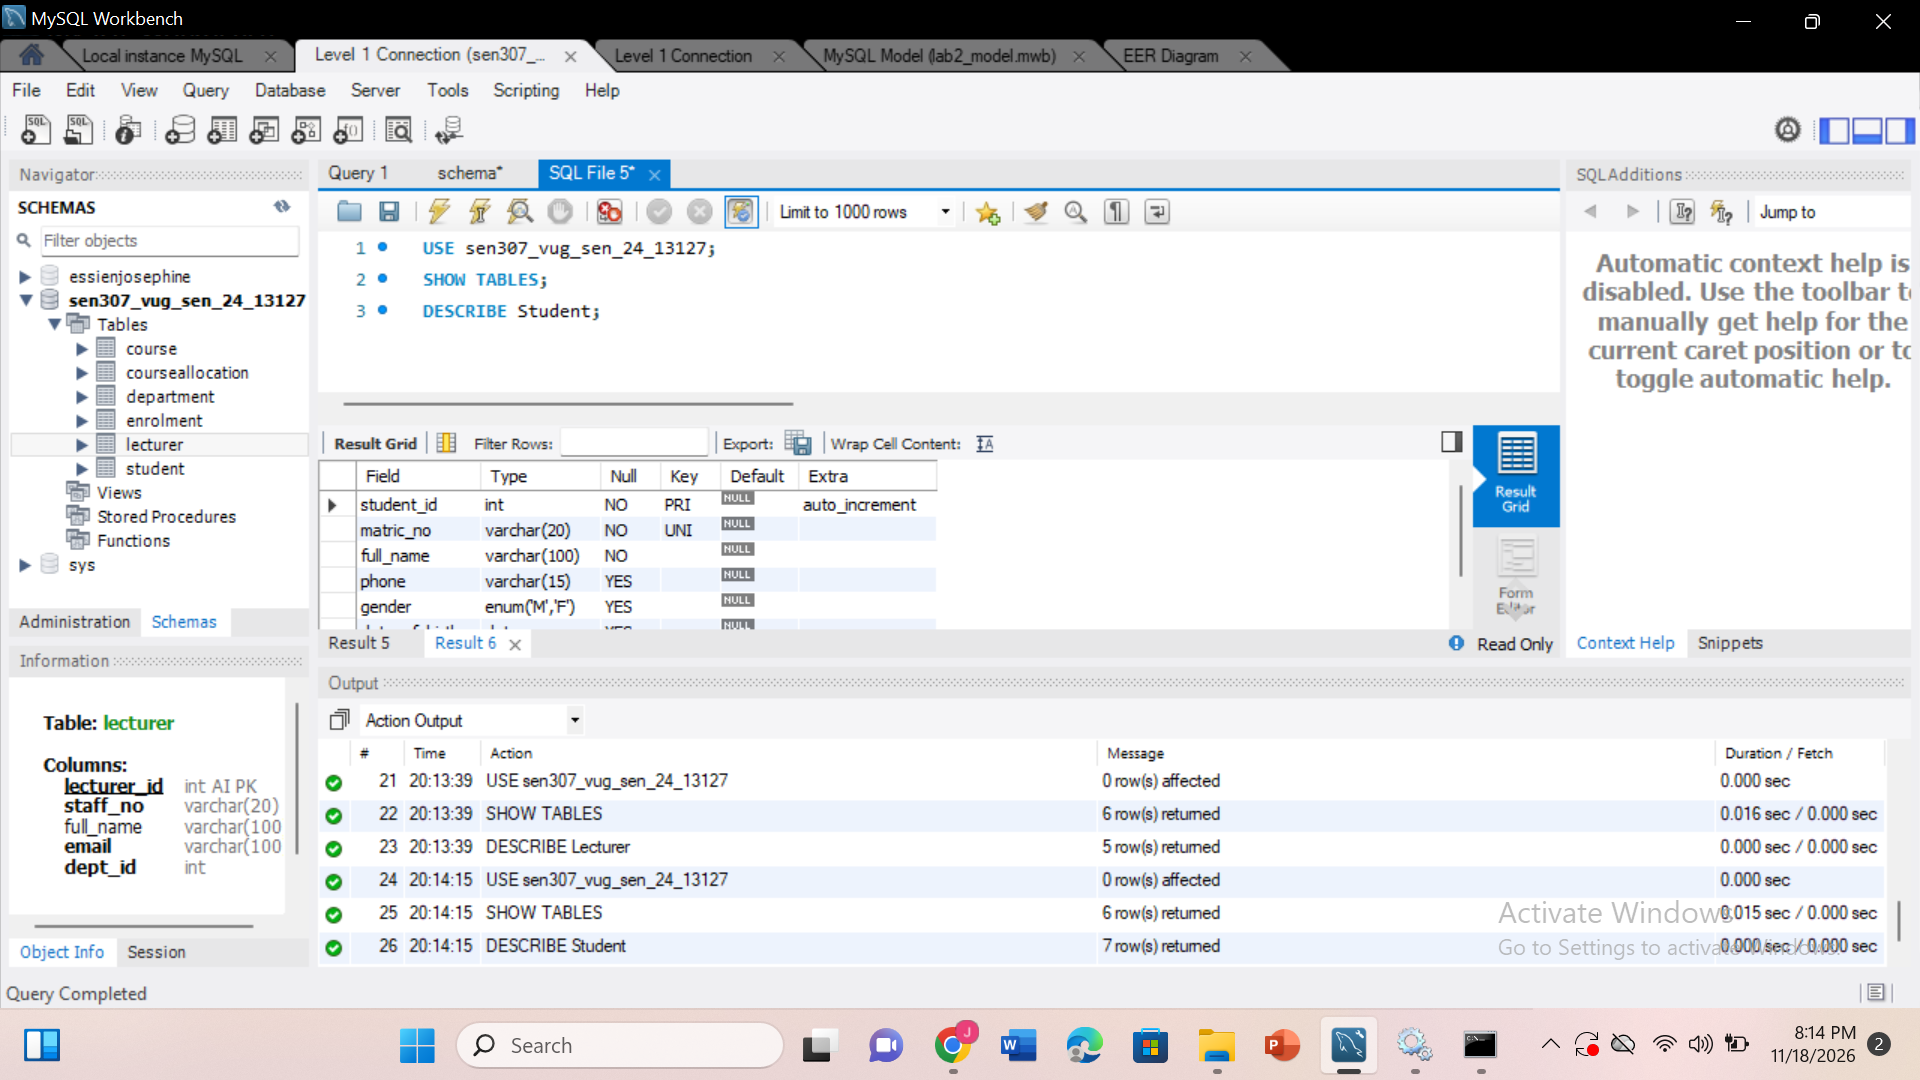 MySQL Workbench
Local instance MySQL
Level 1 Connection (sen307_...
Level 1 Connection
MySQL Model (lab2_model.mwb)
EER Diagram
File Edit View Query Database Server Tools Scripting Help
Navigator
SCHEMAS
Filter objects
essienjosephine
sen307_vug_sen_24_13127
Tables
course
courseallocation
department
enrolment
lecturer
student
Views
Stored Procedures
Functions
sys
Administration Schemas
Information
Table: lecturer
Columns:
lecturer_id int AI PK
staff_no varchar(20)
full_name varchar(100
email varchar(100
dept_id int
Object Info Session
Query 1 schema* SQL File 5*
Limit to 1000 rows
1 USE sen307_vug_sen_24_13127;
2 SHOW TABLES;
3 DESCRIBE Student;
Result Grid Filter Rows: Export: Wrap Cell Content:
Field Type Null Key Default Extra
student_id int NO PRI NULL auto_increment
matric_no varchar(20) NO UNI NULL
full_name varchar(100) NO NULL
phone varchar(15) YES NULL
gender enum('M','F') YES NULL
NULL
Result Grid
Form Editor
Result 5 Result 6
Read Only
SQLAdditions
Jump to
Automatic context help is
disabled. Use the toolbar t
manually get help for the
current caret position or to
toggle automatic help.
Context Help Snippets
Output
Action Output
# Time Action Message Duration / Fetch
21 20:13:39 USE sen307_vug_sen_24_13127 0 row(s) affected 0.000 sec
22 20:13:39 SHOW TABLES 6 row(s) returned 0.016 sec / 0.000 sec
23 20:13:39 DESCRIBE Lecturer 5 row(s) returned 0.000 sec / 0.000 sec
24 20:14:15 USE sen307_vug_sen_24_13127 0 row(s) affected 0.000 sec
25 20:14:15 SHOW TABLES 6 row(s) returned 0.015 sec / 0.000 sec
26 20:14:15 DESCRIBE Student 7 row(s) returned 0.000 sec / 0.000 sec
Activate Windows
Go to Settings to activate Windows.
Query Completed
Search
8:14 PM
11/18/2026
2